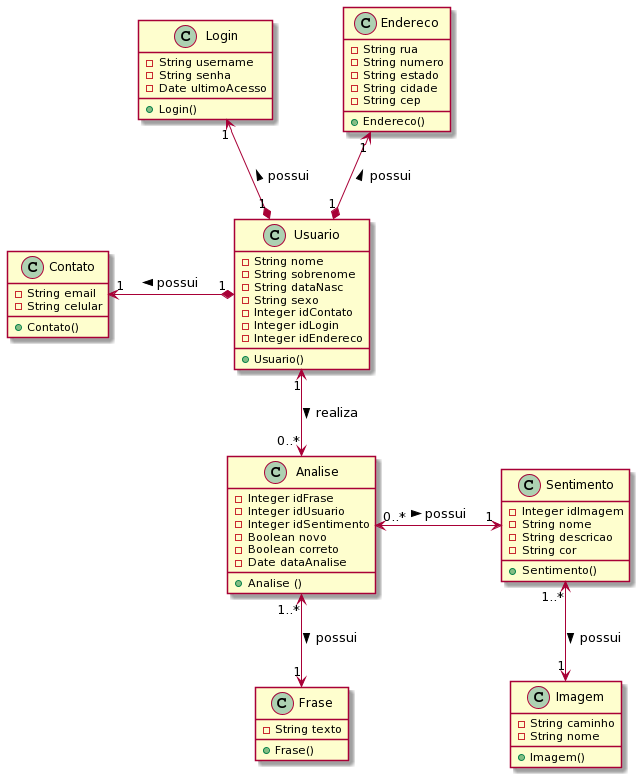 C Login
String username
String senha
Date ultimoAcesso
Login()
C Endereco
String rua
String numero
String estado
String cidade
String cep
Endereco()
1
1
possui
possui
1
1
C Contato
String email
String celular
Contato()
1
possui
1
C Usuario
String nome
String sobrenome
String dataNasc
String sexo
Integer idContato
Integer idLogin
Integer idEndereco
Usuario()
1
realiza
0..*
C Analise
Integer idFrase
Integer idUsuario
Integer idSentimento
Boolean novo
Boolean correto
Date dataAnalise
Analise ()
0..*
possui
1
C Sentimento
Integer idImagem
String nome
String descricao
String cor
Sentimento()
1..*
possui
1
1..*
possui
1
C Frase
String texto
Frase()
C Imagem
String caminho
String nome
Imagem()